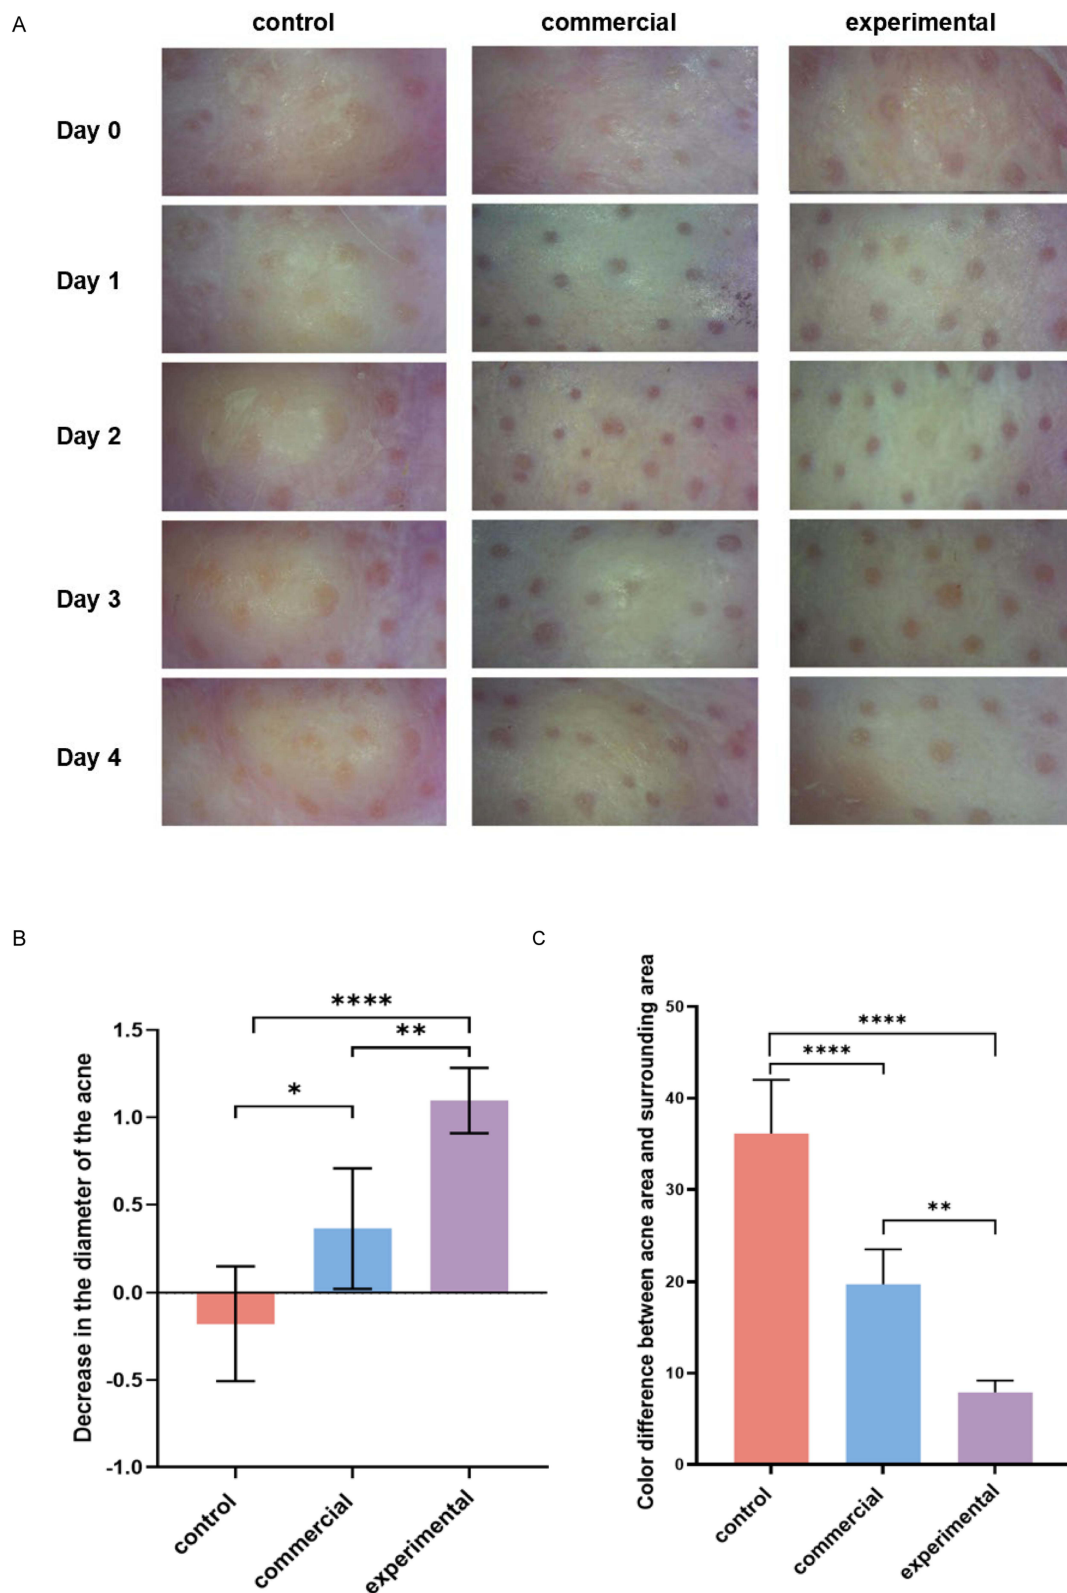 A
control commercial experimental
Day 0
Day 1
Day 2
Day 3
Day 4
B
Decrease in the diameter of the acne
1.5
1.0
0.5
0.0
-0.5
-1.0
****
**
*
control
commercial
experimental
C
Color difference between acne area and surrounding area
50
40
30
20
10
0
****
****
**
control
commercial
experimental